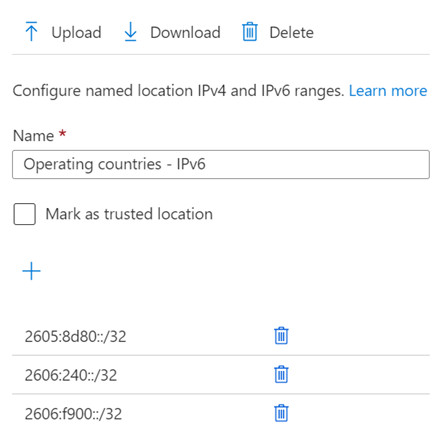 Upload Download Delete
Configure named location IPv4 and IPv6 ranges. Learn more
Name *
Operating countries - IPv6
Mark as trusted location
2605:8d80::/32
2606:240::/32
2606:f900::/32